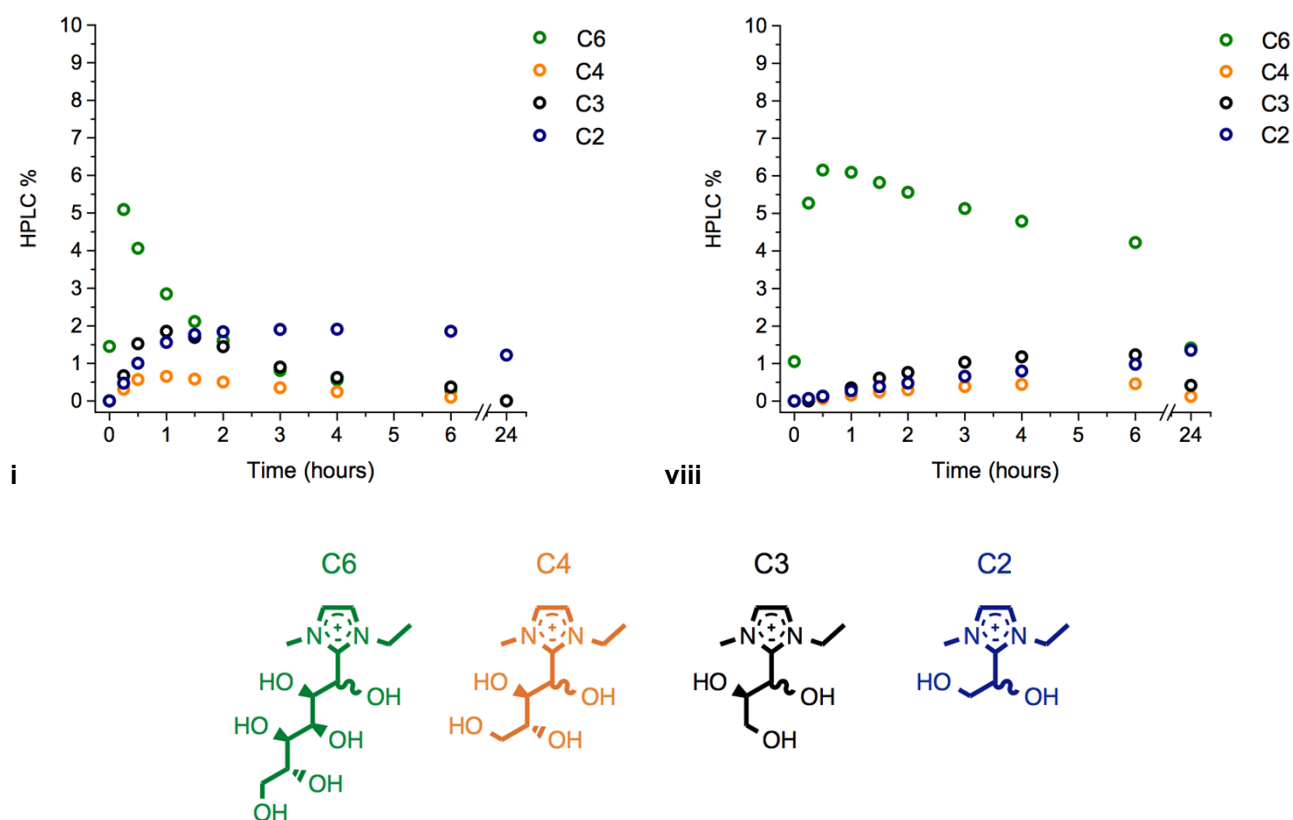 10
9
8
7
6
5
4
3
2
1
0
HPLC %
0 1 2 3 4 5 6 24
Time (hours)
C6
C4
C3
C2
i
10
9
8
7
6
5
4
3
2
1
0
HPLC %
0 1 2 3 4 5 6 24
Time (hours)
C6
C4
C3
C2
viii
C6 C4 C3 C2
N + N
HO OH
HO OH
OH
OH
N + N
HO OH
HO OH
N + N
HO OH
OH
N + N
HO OH